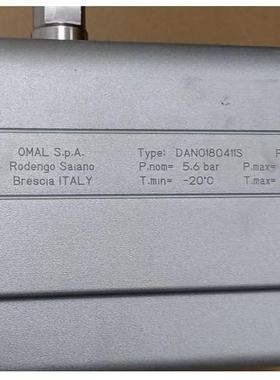 OMAL S.p.A. Type: DAN0180411S
Rodengo Saiano P.nom= 5.6 bar P.max=
Brescia ITALY T.min= -20°C T.max=